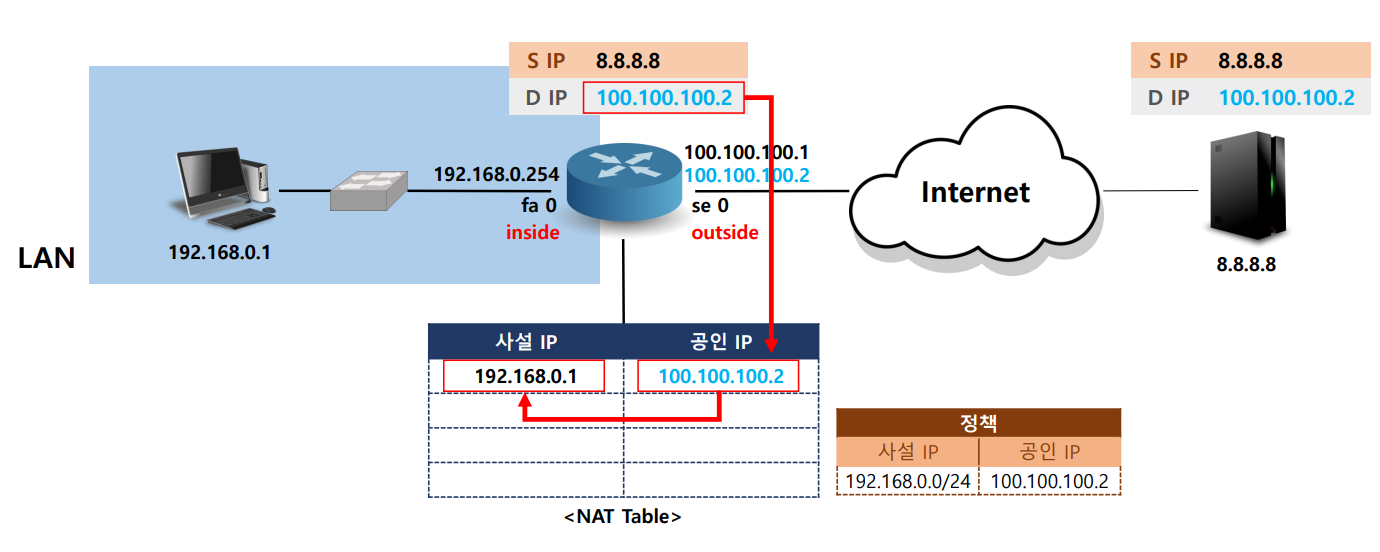 S IP 8.8.8.8
D IP 100.100.100.2
S IP 8.8.8.8
D IP 100.100.100.2
192.168.0.254
100.100.100.1
100.100.100.2
fa 0
se 0
inside
outside
Internet
192.168.0.1
LAN
8.8.8.8
사설 IP 공인 IP
192.168.0.1 100.100.100.2
<NAT Table>
정책
사설 IP 공인 IP
192.168.0.0/24 100.100.100.2